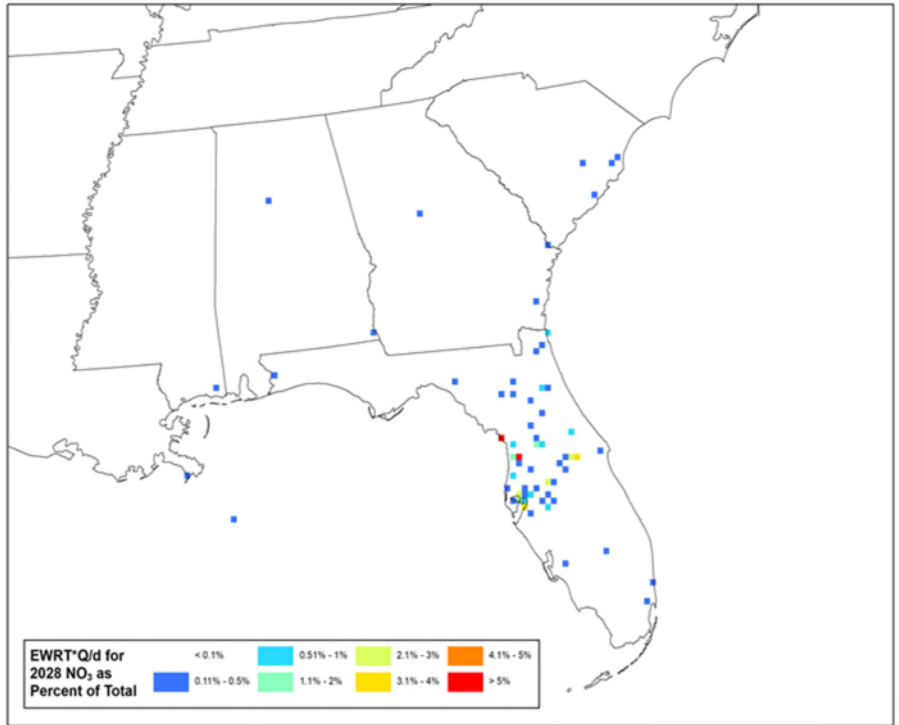 EWRT*Q/d for
2028 NO₃ as
Percent of Total
< 0.1%
0.51% - 1%
2.1% - 3%
4.1% - 5%
0.11% - 0.5%
1.1% - 2%
3.1% - 4%
> 5%